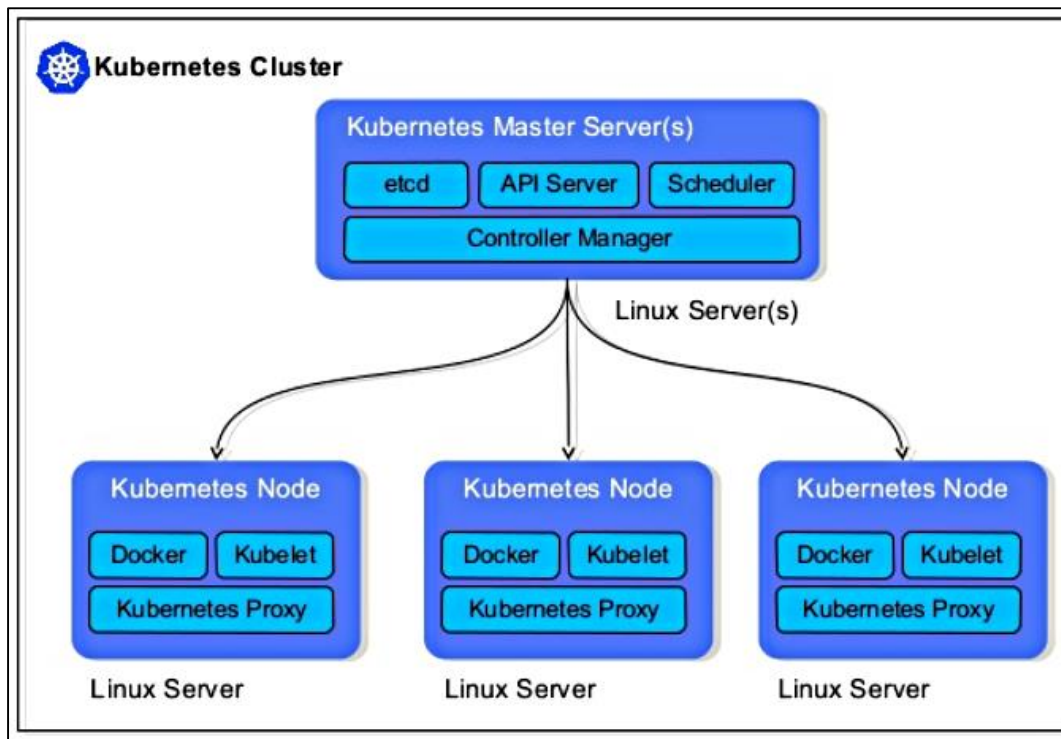 Kubernetes Cluster
Kubernetes Master Server(s)
etcd API Server Scheduler
Controller Manager
Linux Server(s)
Kubernetes Node Kubernetes Node Kubernetes Node
Docker Kubelet Docker Kubelet Docker Kubelet
Kubernetes Proxy Kubernetes Proxy Kubernetes Proxy
Linux Server Linux Server Linux Server